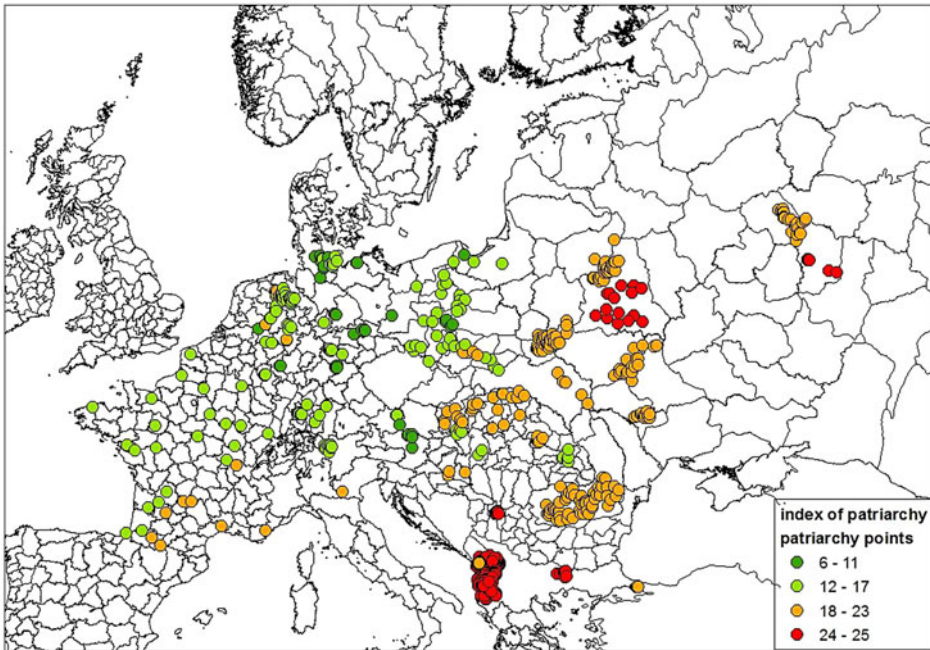 index of patriarchy
patriarchy points
6 - 11
12 - 17
18 - 23
24 - 25